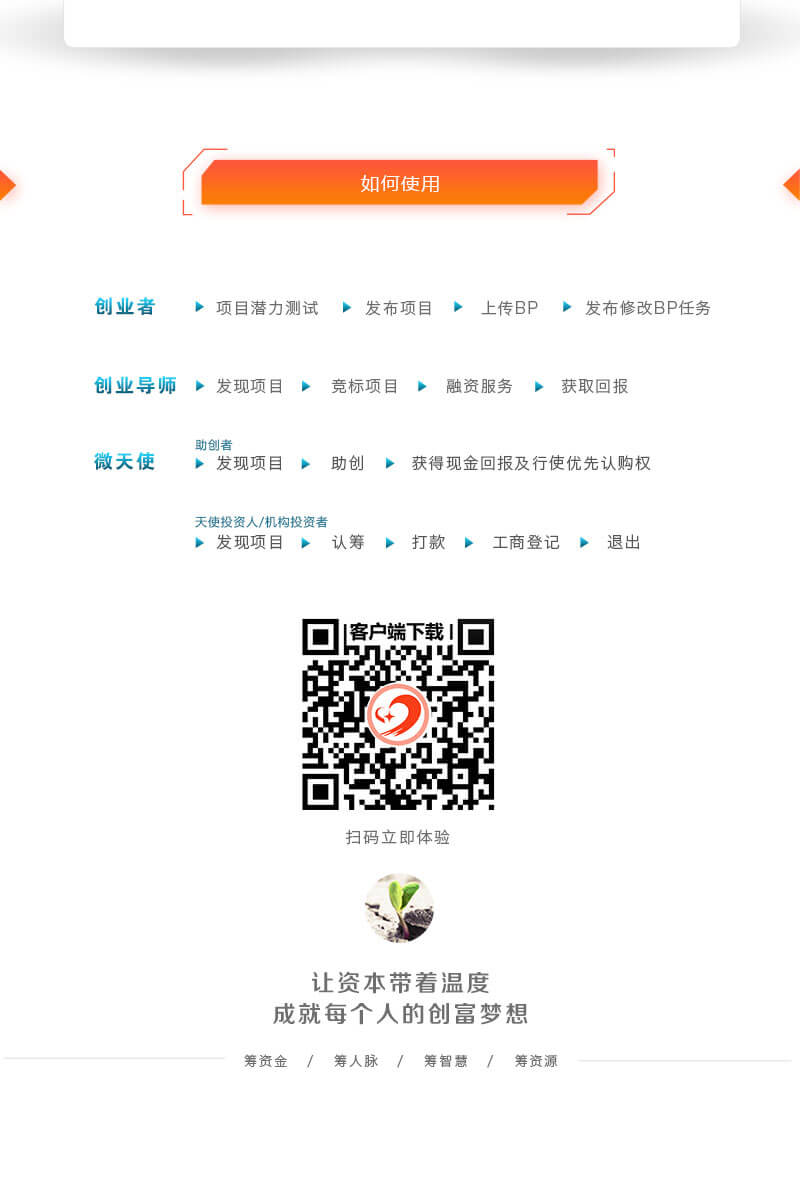 如何使用
创业者 项目潜力测试 发布项目 上传BP 发布修改BP任务
创业导师 发现项目 竞标项目 融资服务 获取回报
助创者
微天使 发现项目 助创 获得现金回报及行使优先认购权
天使投资人/机构投资者
发现项目 认筹 打款 工商登记 退出
客户端下载
扫码立即体验
让资本带着温度
成就每个人的创富梦想
筹资金 / 筹人脉 / 筹智慧 / 筹资源